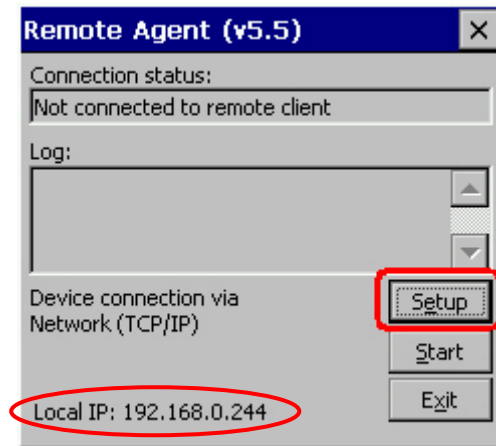 Remote Agent (v5.5)
Connection status:
Not connected to remote client
Log:
Device connection via
Network (TCP/IP)
Setup
Start
Exit
Local IP: 192.168.0.244